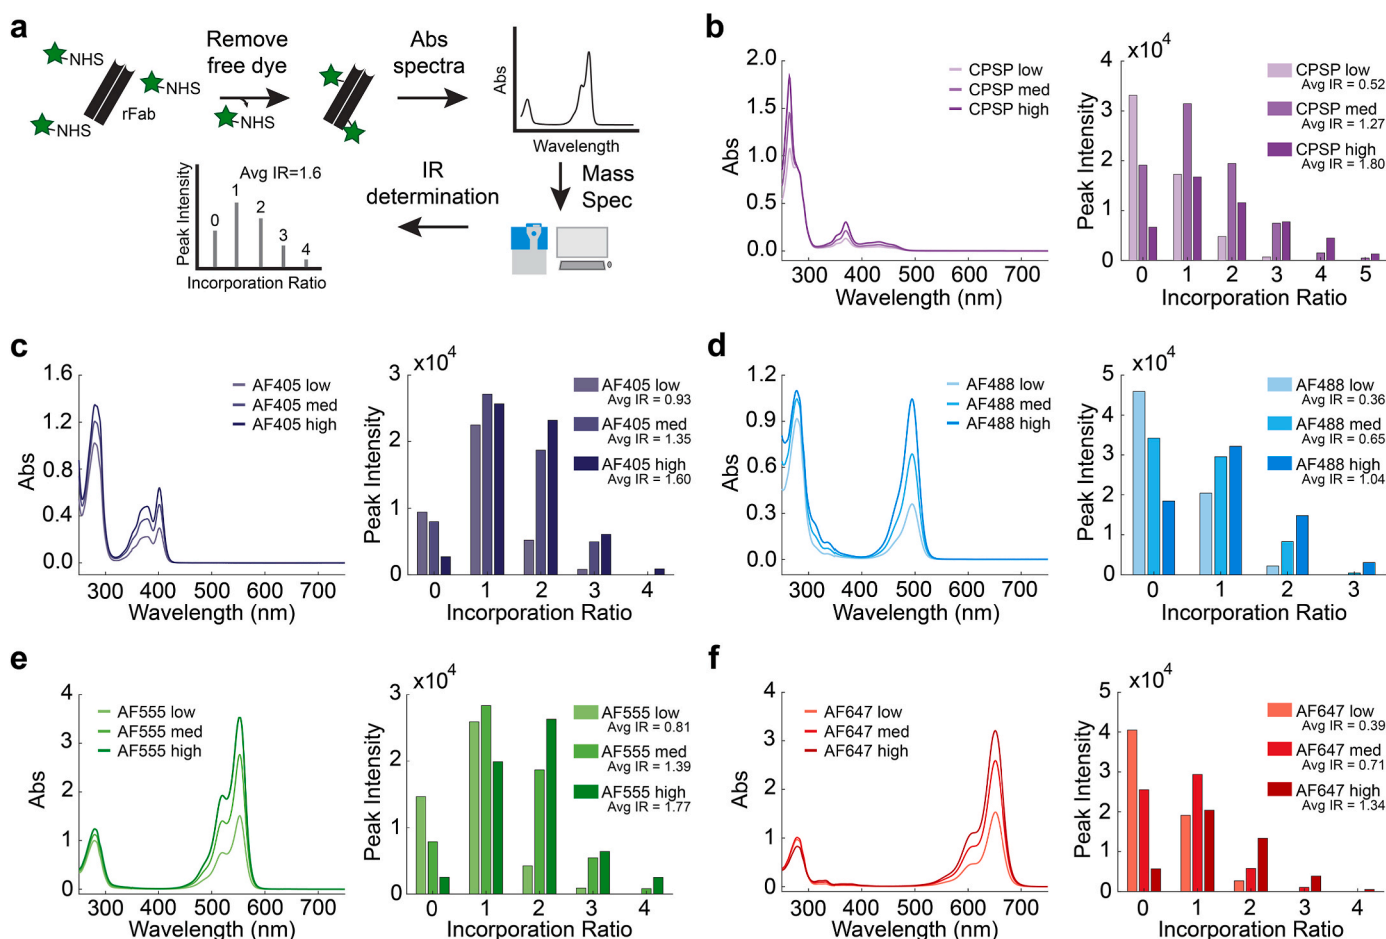 a
NHS
NHS
NHS
rFab
Remove
free dye
NHS
Abs
spectra
Abs
Wavelength
Mass
Spec
IR
determination
Peak Intensity
Avg IR=1.6
0
1
2
3
4
Incorporation Ratio
b
Abs
2.0
1.5
1.0
0.5
0.0
CPSP low
CPSP med
CPSP high
300 400 500 600 700
Wavelength (nm)
x10⁴
Peak Intensity
4
3
2
1
0
CPSP low
Avg IR = 0.52
CPSP med
Avg IR = 1.27
CPSP high
Avg IR = 1.80
0 1 2 3 4 5
Incorporation Ratio
c
Abs
1.6
1.2
0.8
0.4
0.0
AF405 low
AF405 med
AF405 high
300 400 500 600 700
Wavelength (nm)
x10⁴
Peak Intensity
3
2
1
0
AF405 low
Avg IR = 0.93
AF405 med
Avg IR = 1.35
AF405 high
Avg IR = 1.60
0 1 2 3 4
Incorporation Ratio
d
Abs
1.2
0.9
0.6
0.3
0.0
AF488 low
AF488 med
AF488 high
300 400 500 600 700
Wavelength (nm)
x10⁴
Peak Intensity
5
4
3
2
1
0
AF488 low
Avg IR = 0.36
AF488 med
Avg IR = 0.65
AF488 high
Avg IR = 1.04
0 1 2 3
Incorporation Ratio
e
Abs
4
3
2
1
0
AF555 low
AF555 med
AF555 high
300 400 500 600 700
Wavelength (nm)
x10⁴
Peak Intensity
3
2
1
0
AF555 low
Avg IR = 0.81
AF555 med
Avg IR = 1.39
AF555 high
Avg IR = 1.77
0 1 2 3 4
Incorporation Ratio
f
Abs
4
3
2
1
0
AF647 low
AF647 med
AF647 high
300 400 500 600 700
Wavelength (nm)
x10⁴
Peak Intensity
5
4
3
2
1
0
AF647 low
Avg IR = 0.39
AF647 med
Avg IR = 0.71
AF647 high
Avg IR = 1.34
0 1 2 3 4
Incorporation Ratio